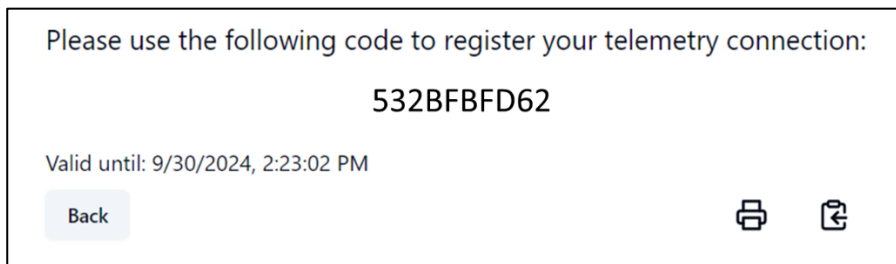 Please use the following code to register your telemetry connection:
532BFBFD62
Valid until: 9/30/2024, 2:23:02 PM
Back